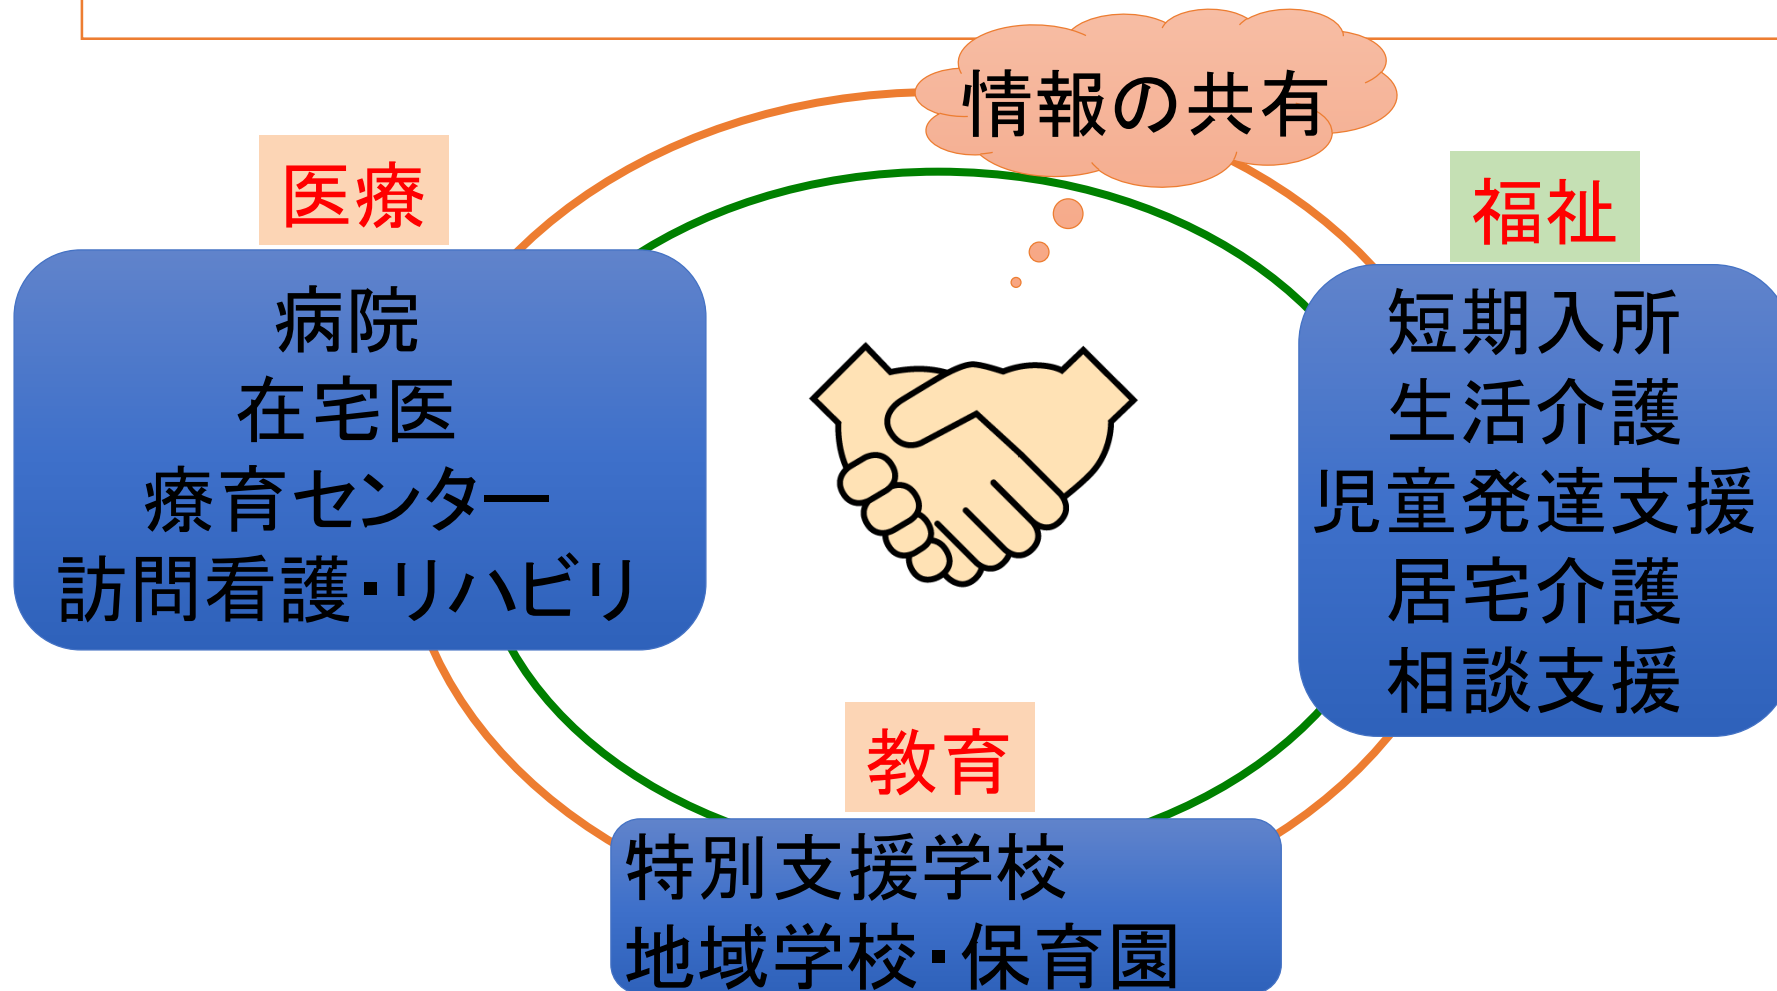 情報の共有
医療
病院
在宅医
療育センター
訪問看護・リハビリ
福祉
短期入所
生活介護
児童発達支援
居宅介護
相談支援
教育
特別支援学校
地域学校・保育園